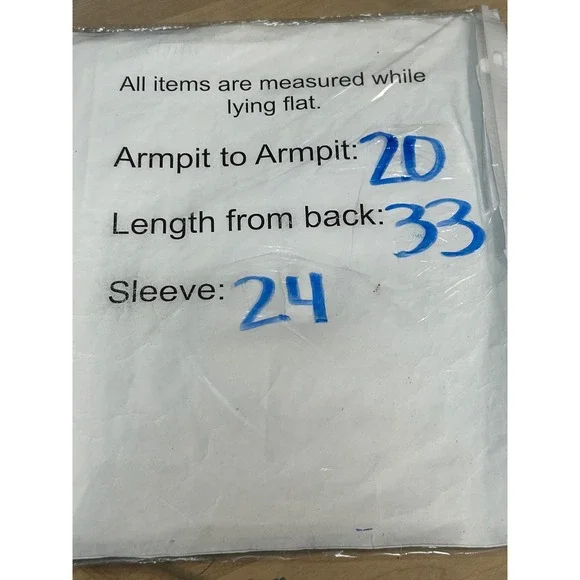 All items are measured while
lying flat.
Armpit to Armpit: 20
Length from back: 33
Sleeve: 24